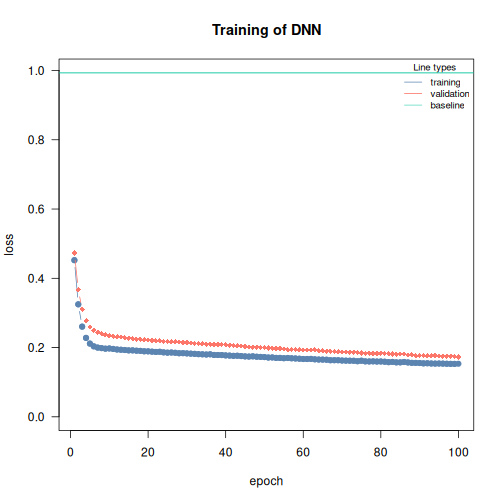 Training of DNN
Line types
training
validation
baseline
loss
1.0
0.8
0.6
0.4
0.2
0.0
0
20
40
60
80
100
epoch